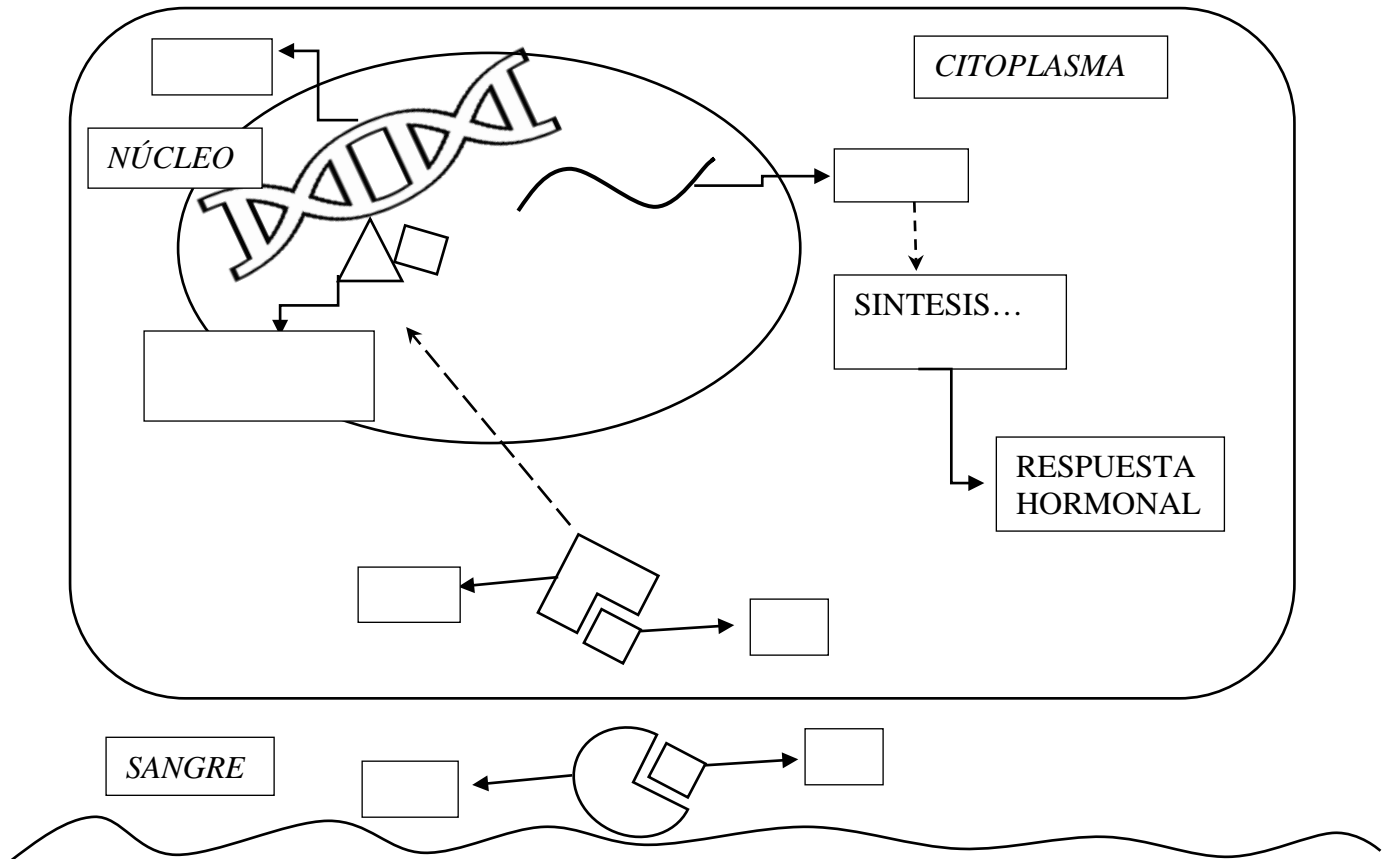 CITOPLASMA
NÚCLEO
SINTESIS…
RESPUESTA
HORMONAL
SANGRE